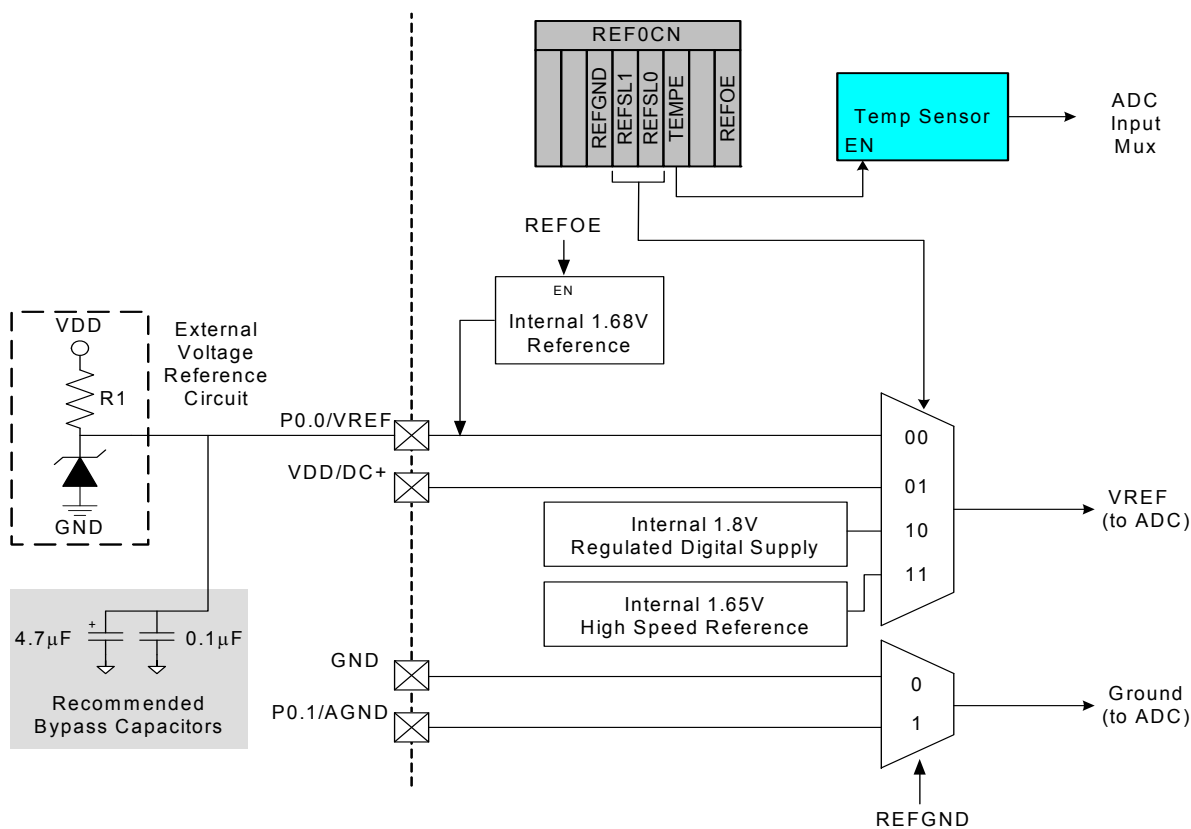 REF0CN
REFGND
REFSL1
REFSL0
TEMPE
REFOE
Temp Sensor
EN
ADC
Input
Mux
REFOE
EN
Internal 1.68V
Reference
VDD
R1
GND
External
Voltage
Reference
Circuit
P0.0/VREF
VDD/DC+
00
01
10
11
Internal 1.8V
Regulated Digital Supply
Internal 1.65V
High Speed Reference
VREF
(to ADC)
4.7μF
+
0.1μF
Recommended
Bypass Capacitors
GND
P0.1/AGND
0
1
Ground
(to ADC)
REFGND